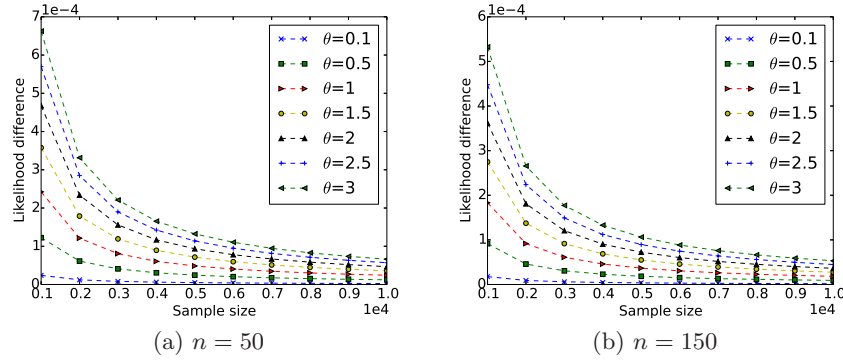 1e−4
7
6
5
4
3
2
1
0
Likelihood difference
θ=0.1
θ=0.5
θ=1
θ=1.5
θ=2
θ=2.5
θ=3
0.1 0.2 0.3 0.4 0.5 0.6 0.7 0.8 0.9 1.0
Sample size
1e4
(a) n = 50
1e−4
6
5
4
3
2
1
0
Likelihood difference
θ=0.1
θ=0.5
θ=1
θ=1.5
θ=2
θ=2.5
θ=3
0.1 0.2 0.3 0.4 0.5 0.6 0.7 0.8 0.9 1.0
Sample size
1e4
(b) n = 150